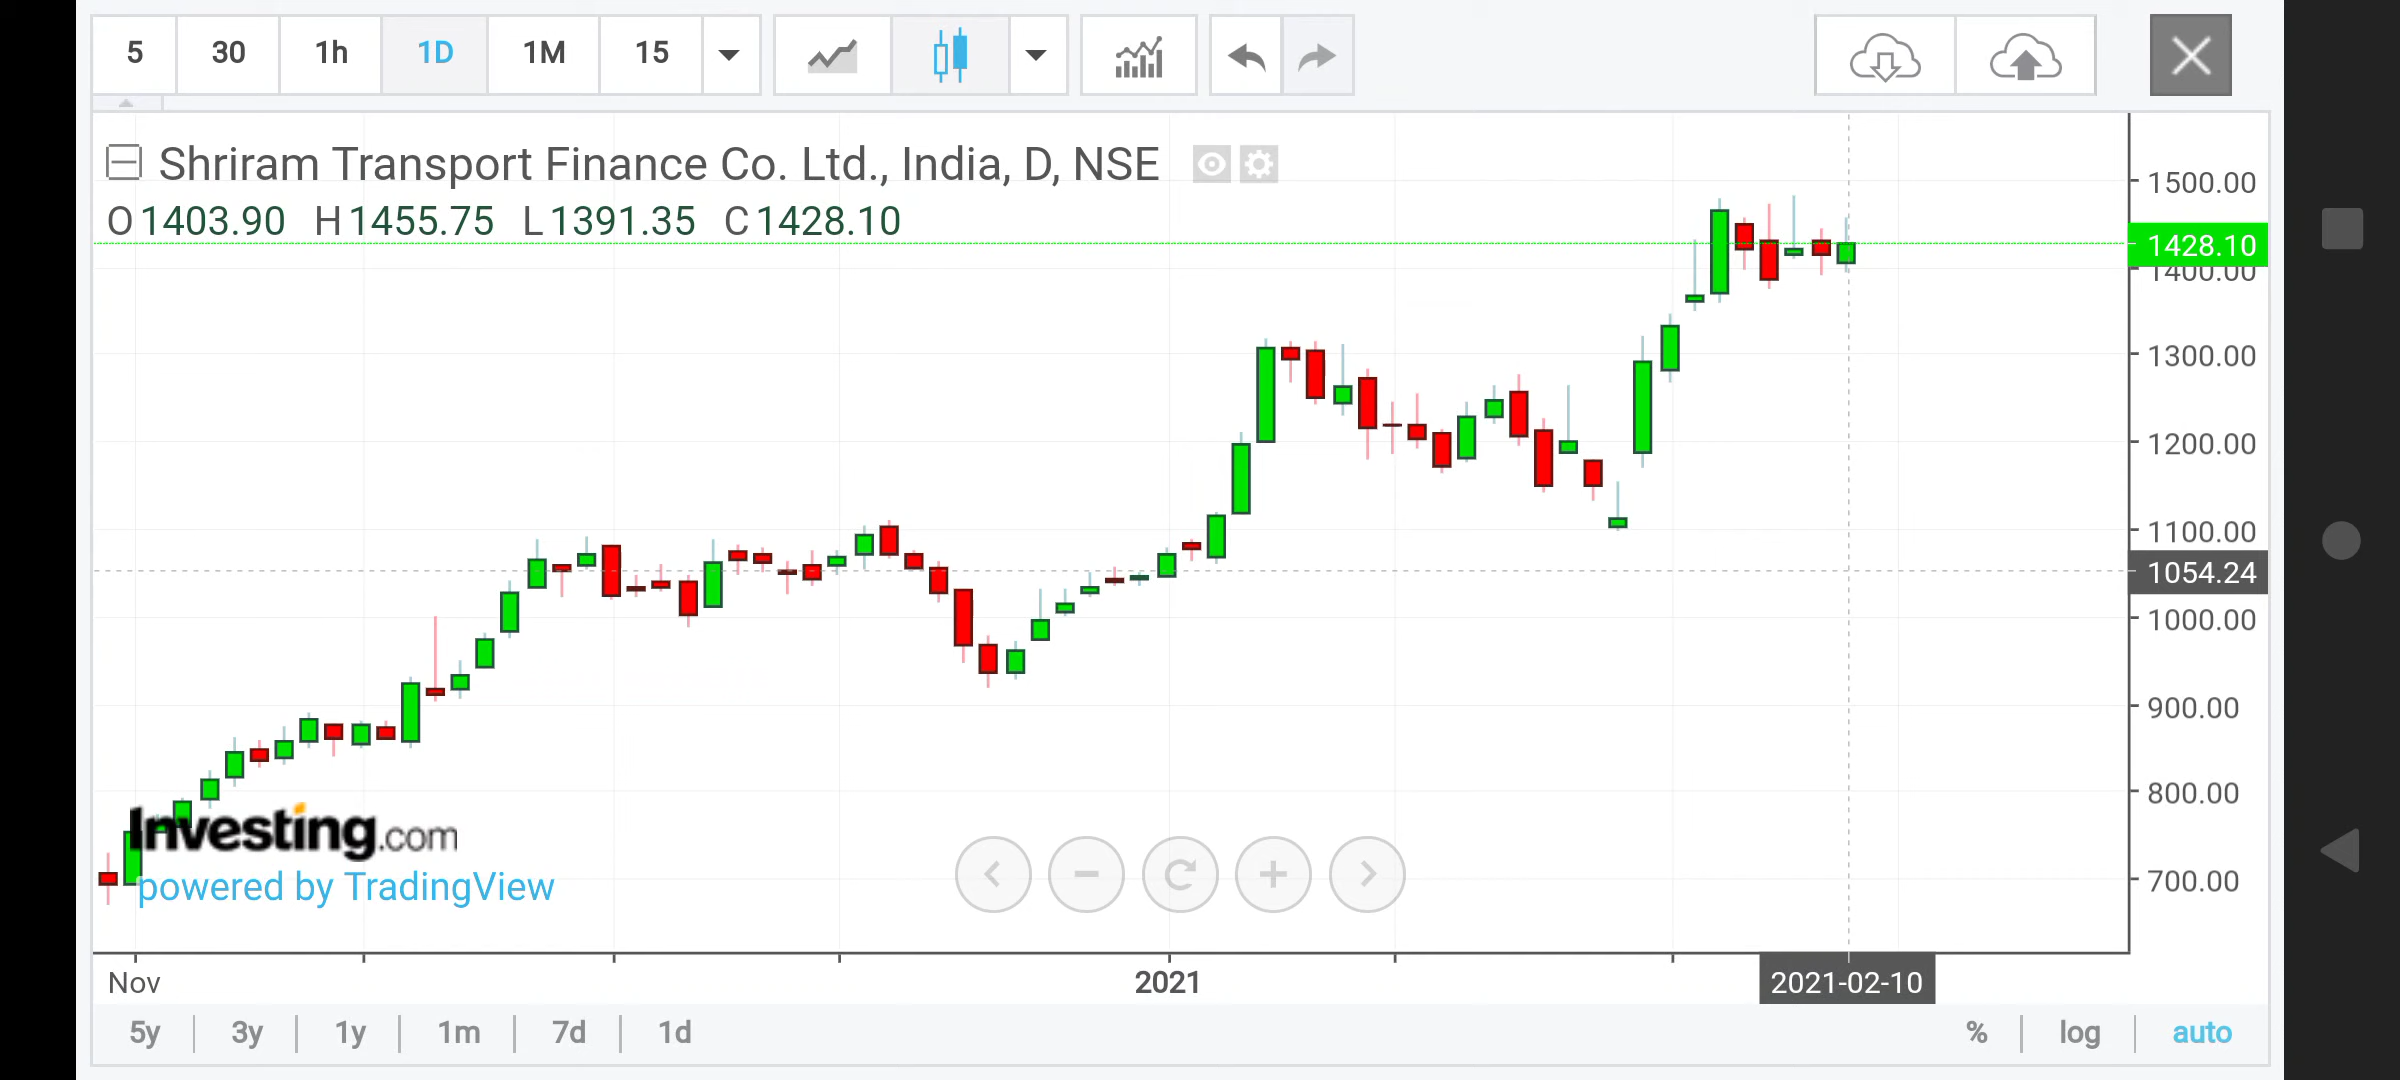 5 30 1h 1D 1M 15
Shriram Transport Finance Co. Ltd., India, D, NSE
O 1403.90 H 1455.75 L 1391.35 C 1428.10
1500.00
1428.10
1400.00
1300.00
1200.00
1100.00
1054.24
1000.00
900.00
800.00
700.00
Investing.com
powered by TradingView
Nov 2021 2021-02-10
5y 3y 1y 1m 7d 1d % log auto